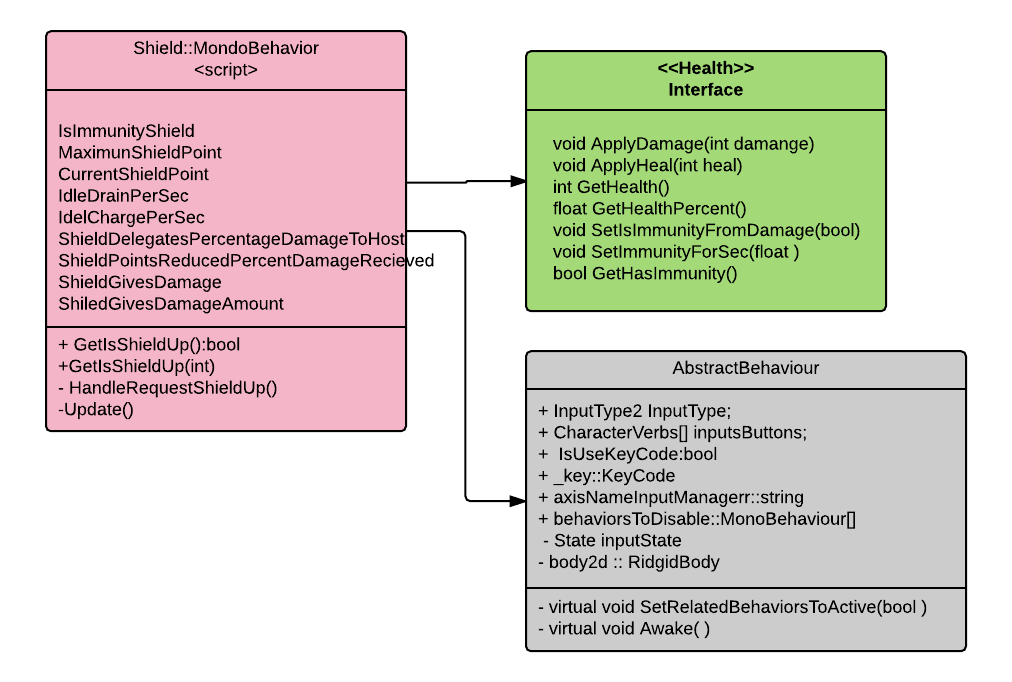 Shield::MondoBehavior
<script>
IsImmunityShield
MaximunShieldPoint
CurrentShieldPoint
IdleDrainPerSec
IdelChargePerSec
ShieldDelegatesPercentageDamageToHost
ShieldPointsReducedPercentDamageRecieved
ShieldGivesDamage
ShiledGivesDamageAmount
+ GetIsShieldUp():bool
+GetIsShieldUp(int)
- HandleRequestShieldUp()
-Update()
<<Health>>
Interface
void ApplyDamage(int damange)
void ApplyHeal(int heal)
int GetHealth()
float GetHealthPercent()
void SetIsImmunityFromDamage(bool)
void SetImmunityForSec(float )
bool GetHasImmunity()
AbstractBehaviour
+ InputType2 InputType;
+ CharacterVerbs[] inputsButtons;
+  IsUseKeyCode:bool
+ _key::KeyCode
+ axisNameInputManagerr::string
+ behaviorsToDisable::MonoBehaviour[]
- State inputState
- body2d :: RidgidBody
- virtual void SetRelatedBehaviorsToActive(bool )
- virtual void Awake( )